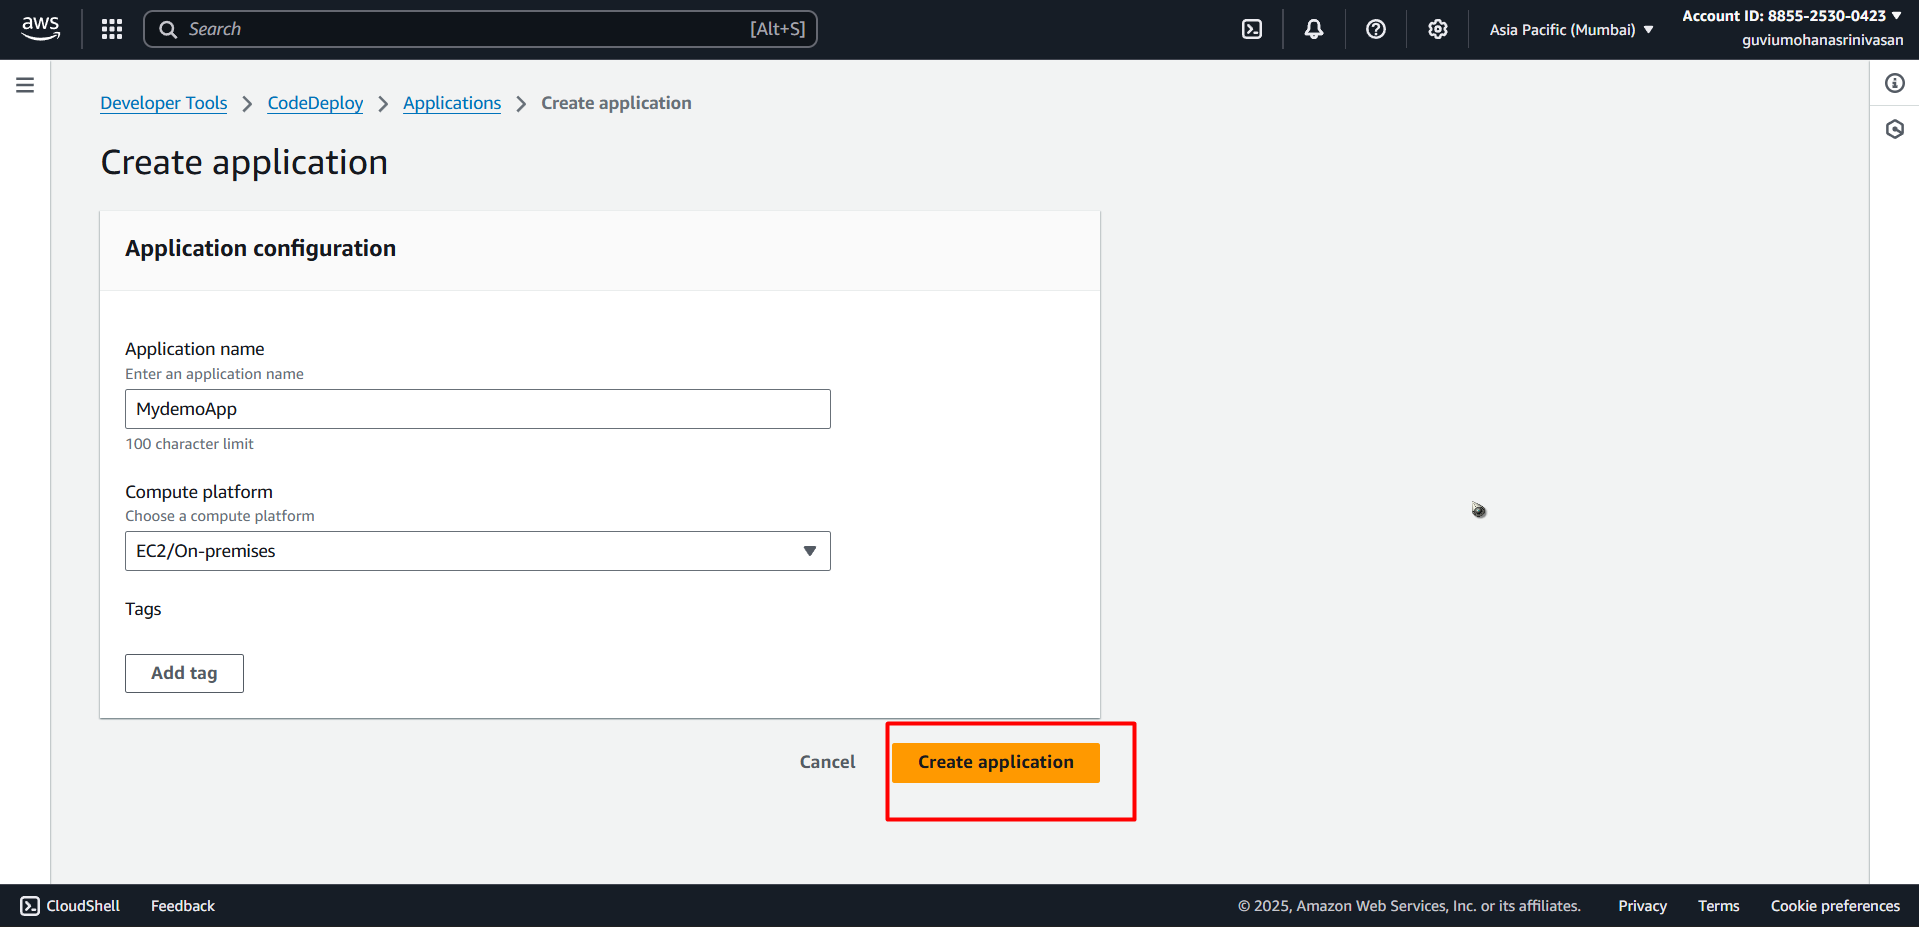 aws
Search
[Alt+S]
Asia Pacific (Mumbai)
Account ID: 8855-2530-0423
guviumohanasrinivasan
Developer Tools > CodeDeploy > Applications > Create application
Create application
Application configuration
Application name
Enter an application name
MydemoApp
100 character limit
Compute platform
Choose a compute platform
EC2/On-premises
Tags
Add tag
Cancel
Create application
CloudShell
Feedback
© 2025, Amazon Web Services, Inc. or its affiliates.
Privacy
Terms
Cookie preferences